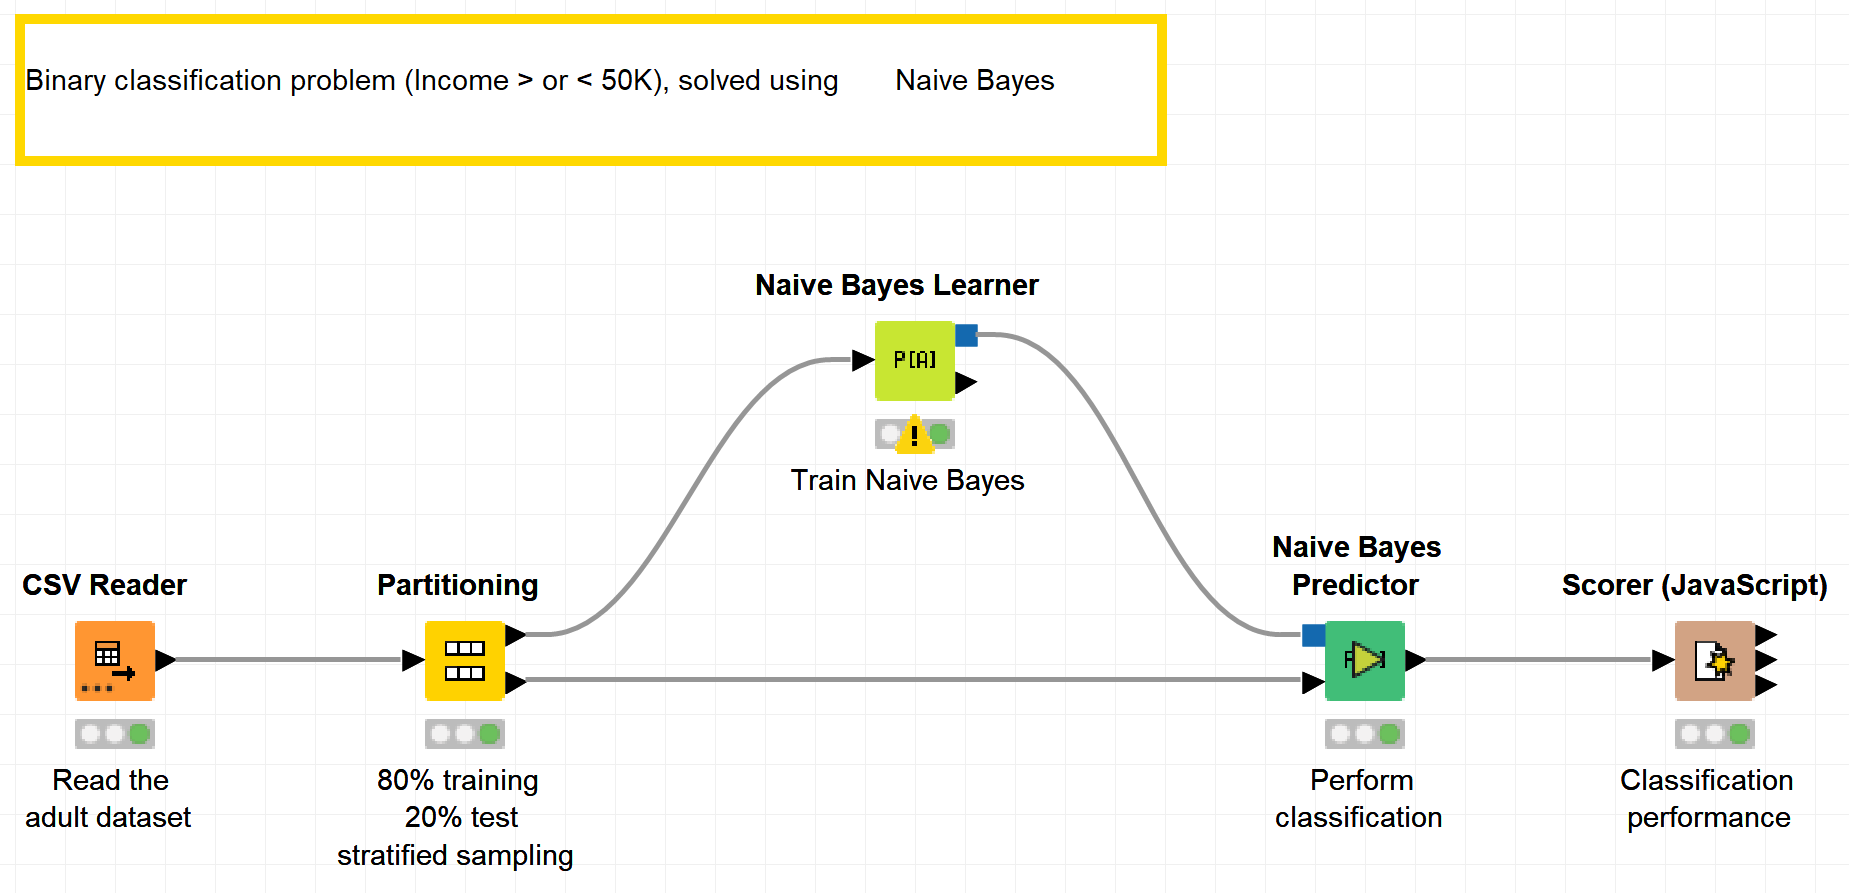 Binary classification problem (Income > or < 50K), solved using Naive Bayes
Naive Bayes Learner
P[A]
Train Naive Bayes
CSV Reader
Read the
adult dataset
Partitioning
80% training
20% test
stratified sampling
Naive Bayes
Predictor
Perform
classification
Scorer (JavaScript)
Classification
performance